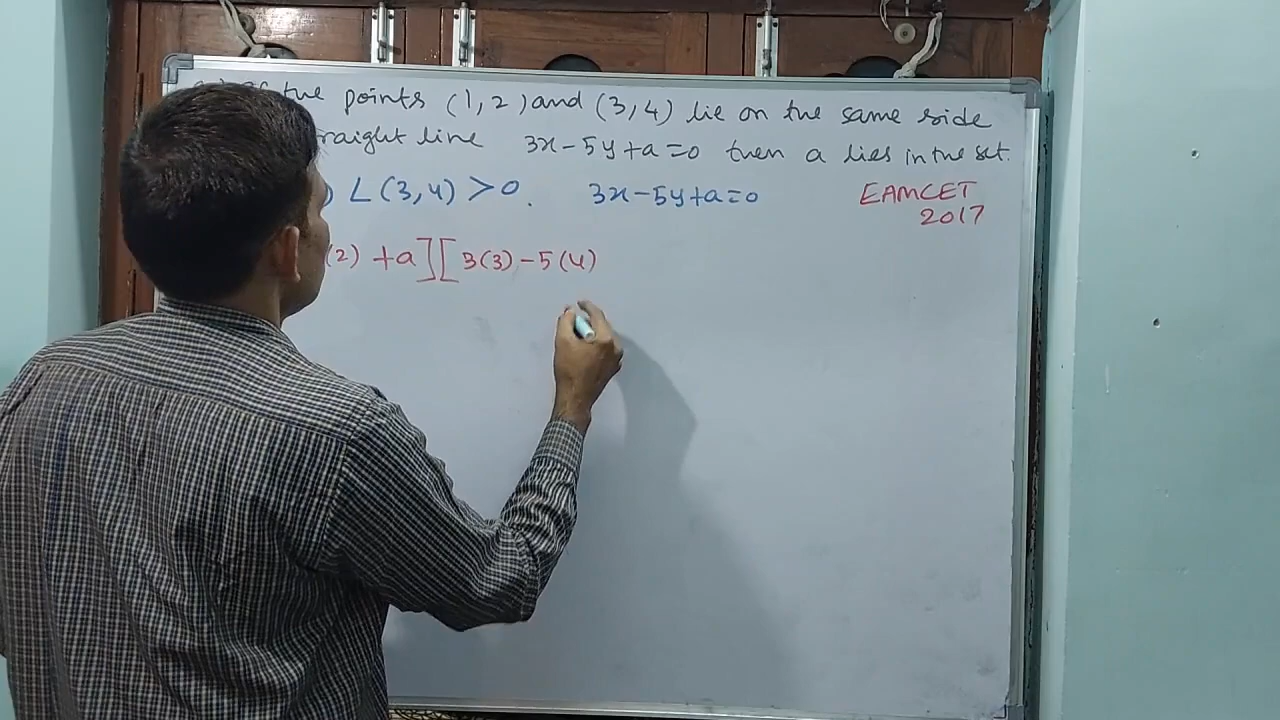 the points (1,2) and (3,4) lie on the same side
raight line 3x-5y+a=0 then a lies in the set.
) L(3,4) >0. 3x-5y+a=0
EAMCET
2017
(2) +a][3(3)-5(4)